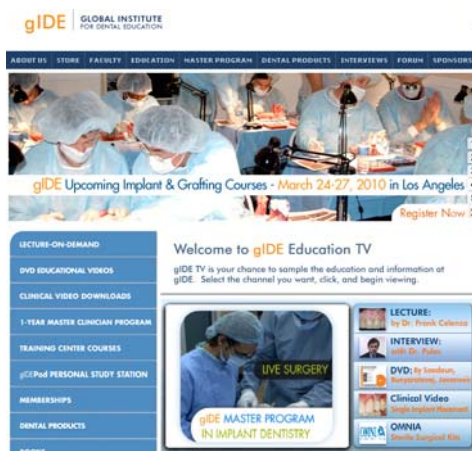 gIDE
GLOBAL INSTITUTE
FOR DENTAL EDUCATION
ABOUT US STORE FACULTY EDUCATION MASTER PROGRAM DENTAL PRODUCTS INTERVIEWS FORUM SPONSORS
gIDE Upcoming Implant & Grafting Courses - March 24-27, 2010 in Los Angeles
Register Now
LECTURE-ON-DEMAND
DVD EDUCATIONAL VIDEOS
CLINICAL VIDEO DOWNLOADS
1-YEAR MASTER CLINICIAN PROGRAM
TRAINING CENTER COURSES
gIDEPod PERSONAL STUDY STATION
MEMBERSHIPS
DENTAL PRODUCTS
Welcome to gIDE Education TV
gIDE TV is your chance to sample the education and information at
gIDE. Select the channel you want, click, and begin viewing.
LIVE SURGERY
gIDE MASTER PROGRAM
IN IMPLANT DENTISTRY
LECTURE:
by Dr. Frank Celenza
INTERVIEW:
with Dr.
DVD: By
Clinical Video
Single Implant
OMNIA
OMNIA
Sterile Surgical Kits